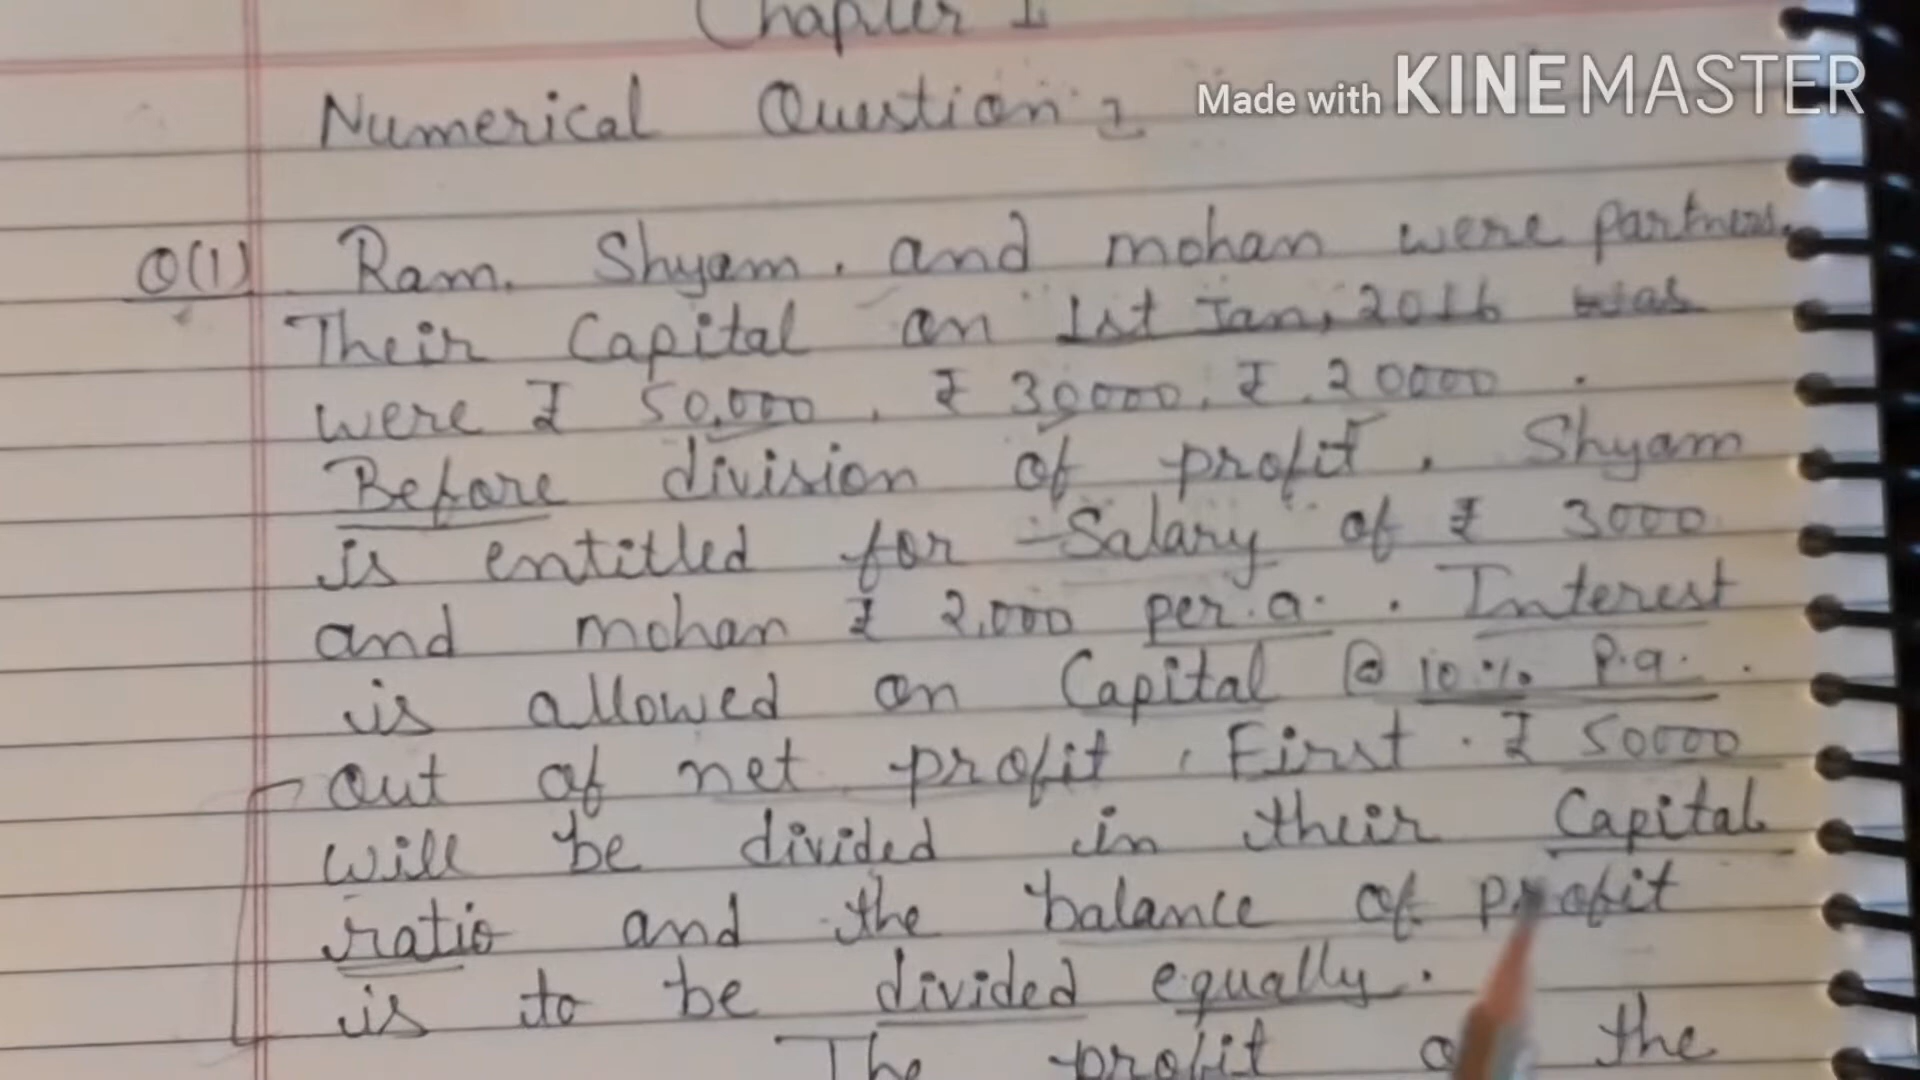 Chapter 1
Made with KINEMASTER
Numerical Question :
Q(1) Ram, Shyam, and mohan were partners.
Their Capital on 1st Jan, 2016 was
were ₹ 50,000, ₹ 30000, ₹. 20000 .
Before division of profit, Shyam
is entitled for Salary of ₹ 3000
and mohan ₹ 2,000 per.a. . Interest
is allowed on Capital @ 10% P.a. .
out of net profit, First . ₹ 50000
will be divided in their Capital
ratio and the balance of profit
is to be divided equally.
The profit the